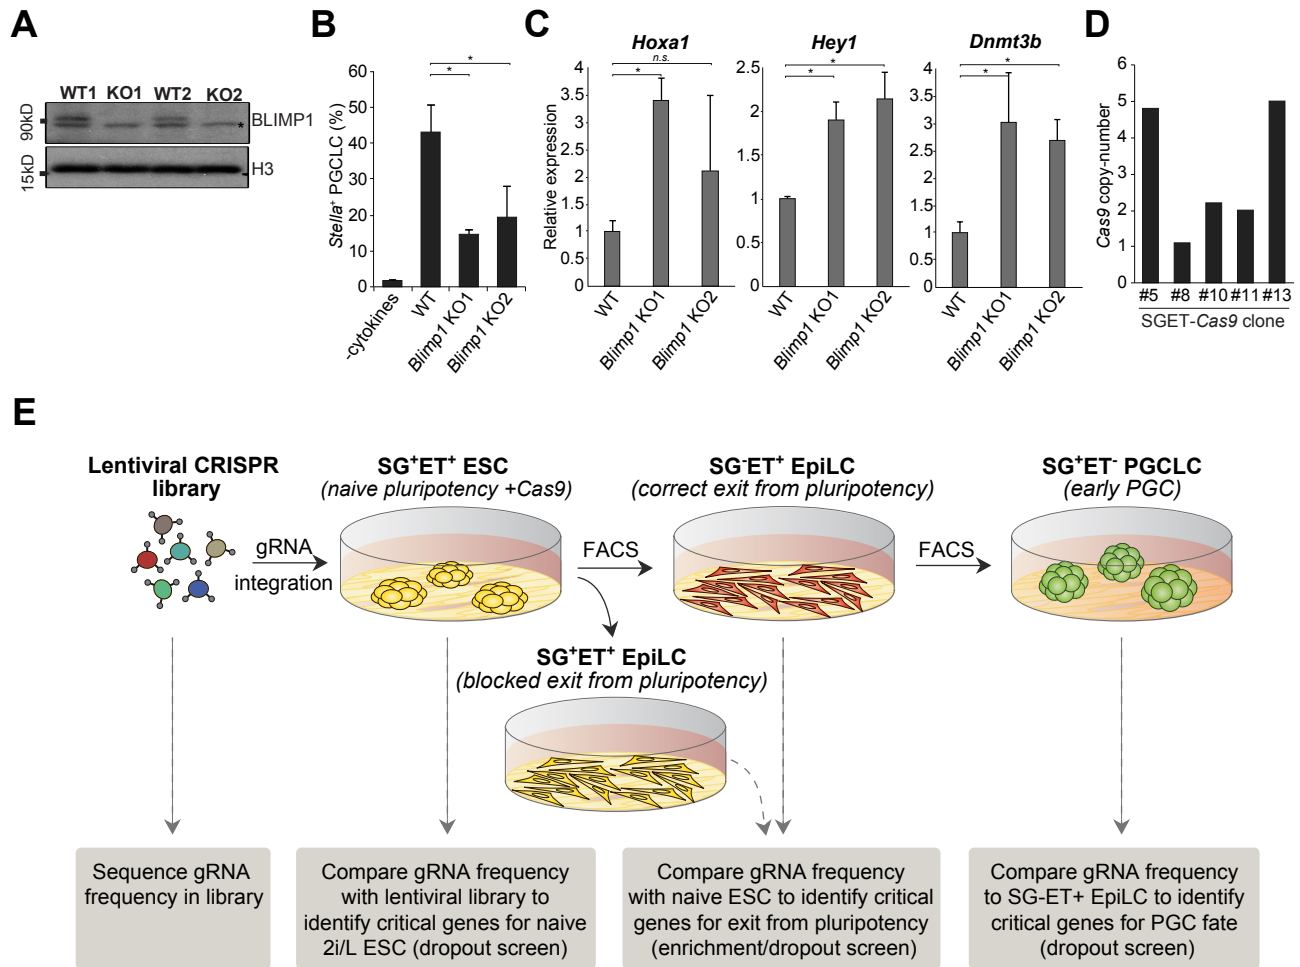 A
WT1 KO1 WT2 KO2
90kD
BLIMP1
*
15kD
H3
B
Stella+ PGCLC (%)
60
50
40
30
20
10
0
*
*
-cytokines
WT
Blimp1 KO1
Blimp1 KO2
C
Relative expression
Hoxa1
n.s.
*
4
3.5
3
2.5
2
1.5
1
0.5
0
WT
Blimp1 KO1
Blimp1 KO2
Hey1
*
*
2.5
2
1.5
1
0.5
0
WT
Blimp1 KO1
Blimp1 KO2
Dnmt3b
*
*
4
3.5
3
2.5
2
1.5
1
0.5
0
WT
Blimp1 KO1
Blimp1 KO2
D
Cas9 copy-number
6
5
4
3
2
1
0
#5 #8 #10 #11 #13
SGET-Cas9 clone
E
Lentiviral CRISPR
library
gRNA
integration
SG+ET+ ESC
(naive pluripotency +Cas9)
FACS
SG-ET+ EpiLC
(correct exit from pluripotency)
FACS
SG+ET- PGCLC
(early PGC)
SG+ET+ EpiLC
(blocked exit from pluripotency)
Sequence gRNA
frequency in library
Compare gRNA frequency
with lentiviral library to
identify critical genes for naive
2i/L ESC (dropout screen)
Compare gRNA frequency
with naive ESC to identify critical
genes for exit from pluripotency
(enrichment/dropout screen)
Compare gRNA frequency
to SG-ET+ EpiLC to identify
critical genes for PGC fate
(dropout screen)